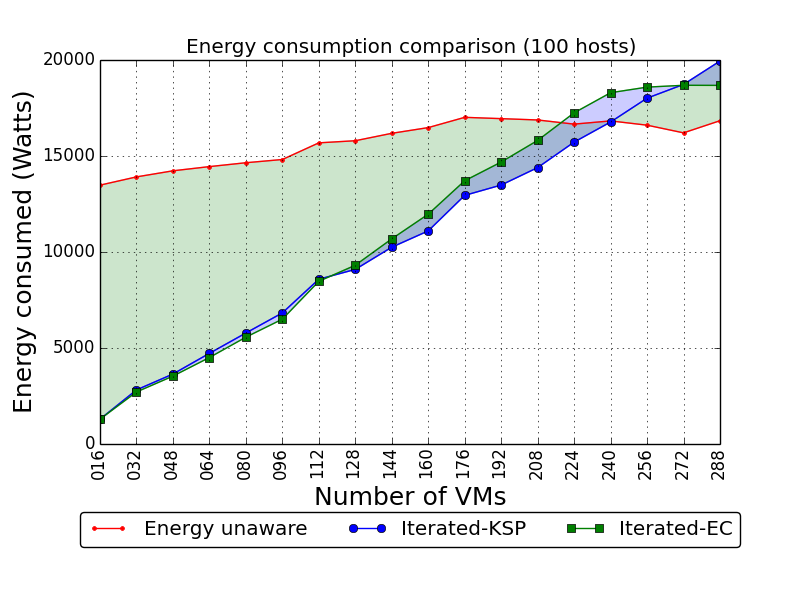 Energy consumption comparison (100 hosts)
Energy consumed (Watts)
20000
15000
10000
5000
0
016 032 048 064 080 096 112 128 144 160 176 192 208 224 240 256 272 288
Number of VMs
Energy unaware Iterated-KSP Iterated-EC